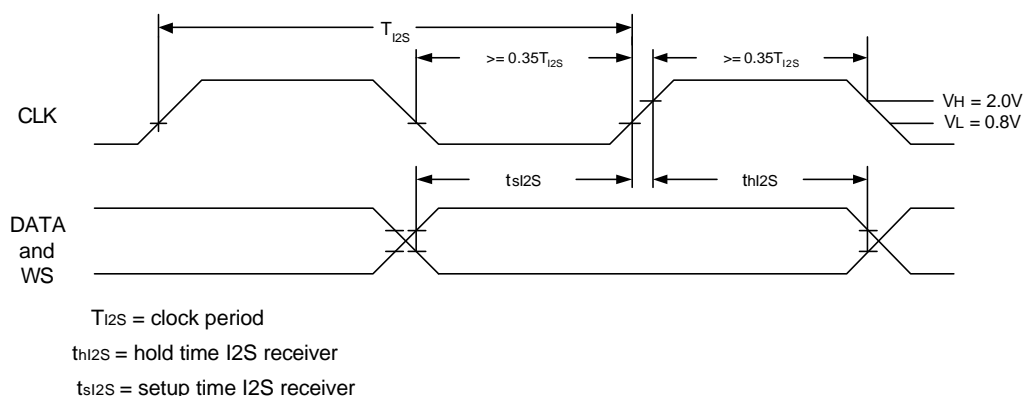 TI2S
>= 0.35TI2S
>= 0.35TI2S
CLK
VH = 2.0V
VL = 0.8V
tsI2S
thI2S
DATA
and
WS
TI2S = clock period
thI2S = hold time I2S receiver
tsI2S = setup time I2S receiver